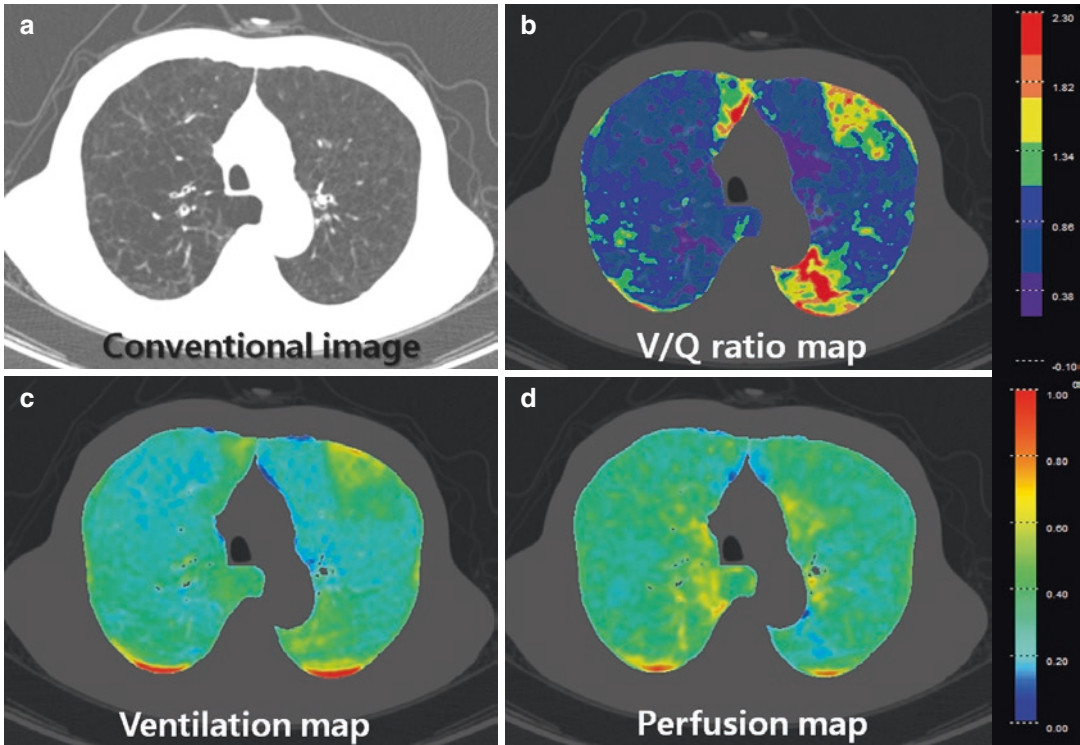 a
Conventional image
b
V/Q ratio map
2.30
1.82
1.34
0.86
0.38
-0.10
c
Ventilation map
d
Perfusion map
1.00
0.80
0.60
0.40
0.20
0.00